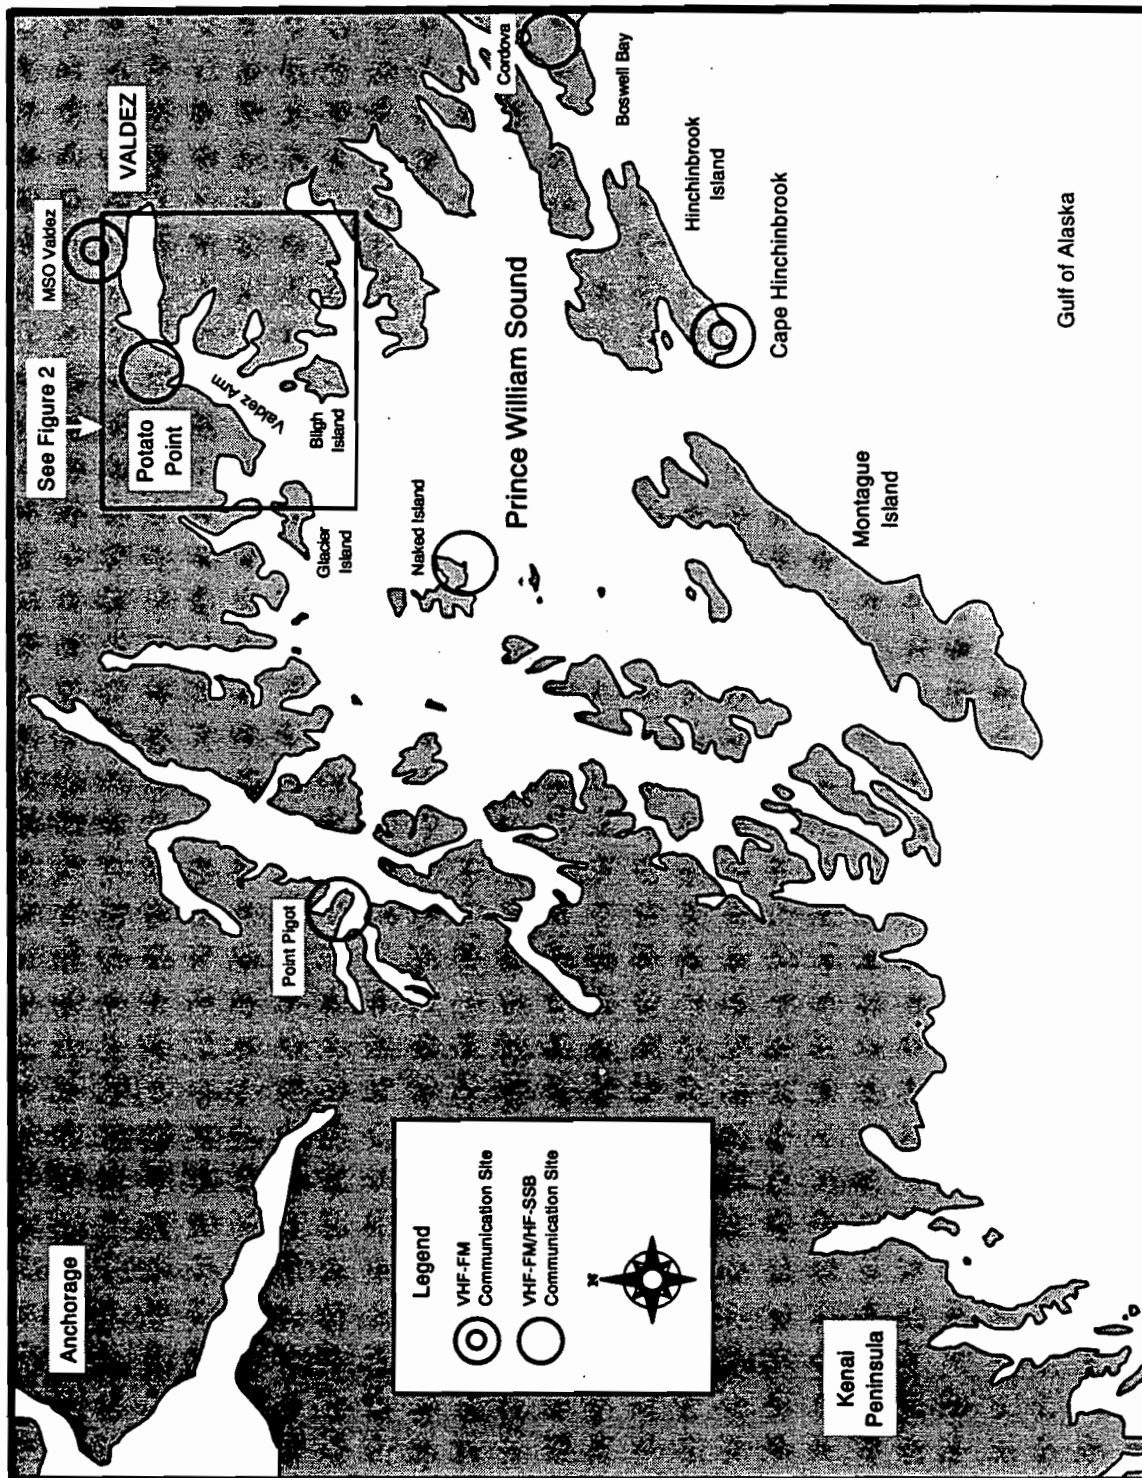 Anchorage
See Figure 2
MSO Valdez
VALDEZ
Potato
Point
Valdez Arm
Bligh
Island
Glacier
Island
Naked Island
Point Pigot
Cordova
Boswell Bay
Prince William Sound
Hinchinbrook
Island
Cape Hinchinbrook
Montague
Island
Gulf of Alaska
Kenai
Peninsula
Legend
VHF-FM
Communication Site
VHF-FM/HF-SSB
Communication Site
N